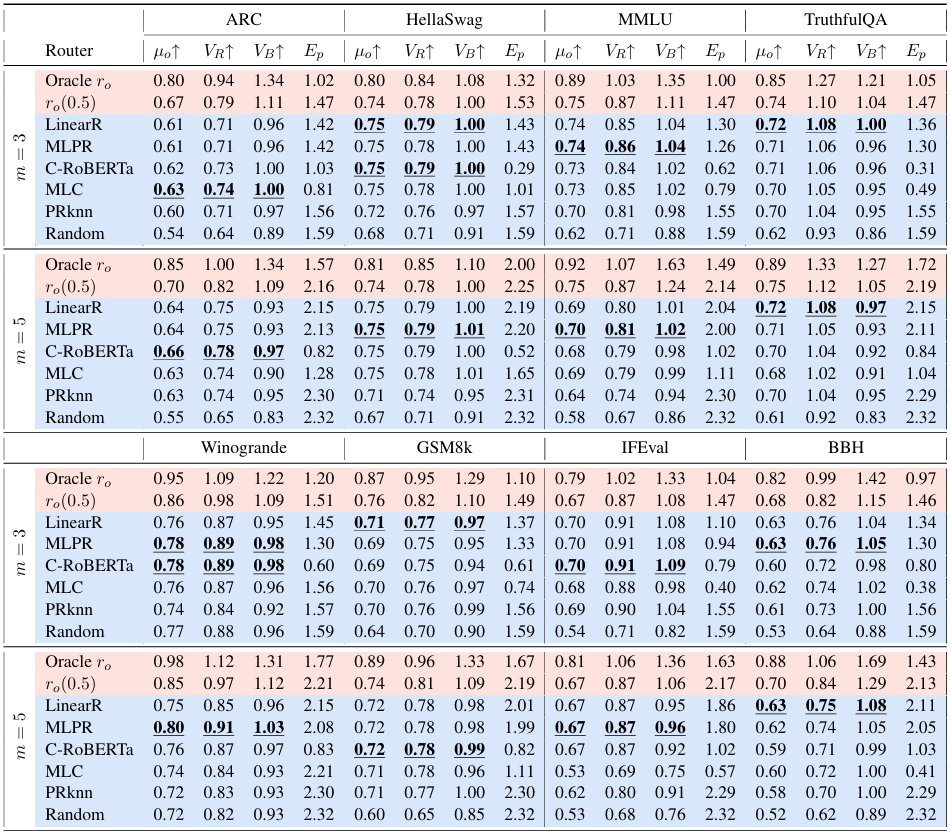 ARC HellaSwag MMLU TruthfulQA
Router μ_o↑ V_R↑ V_B↑ E_p μ_o↑ V_R↑ V_B↑ E_p μ_o↑ V_R↑ V_B↑ E_p μ_o↑ V_R↑ V_B↑ E_p
m = 3
Oracle r_o 0.80 0.94 1.34 1.02 0.80 0.84 1.08 1.32 0.89 1.03 1.35 1.00 0.85 1.27 1.21 1.05
r_o(0.5) 0.67 0.79 1.11 1.47 0.74 0.78 1.00 1.53 0.75 0.87 1.11 1.47 0.74 1.10 1.04 1.47
LinearR 0.61 0.71 0.96 1.42 0.75 0.79 1.00 1.43 0.74 0.85 1.04 1.30 0.72 1.08 1.00 1.36
MLPR 0.61 0.71 0.96 1.42 0.75 0.78 1.00 1.43 0.74 0.86 1.04 1.26 0.71 1.06 0.96 1.30
C-RoBERTa 0.62 0.73 1.00 1.03 0.75 0.79 1.00 0.29 0.73 0.84 1.02 0.62 0.71 1.06 0.96 0.31
MLC 0.63 0.74 1.00 0.81 0.75 0.78 1.00 1.01 0.73 0.85 1.02 0.79 0.70 1.05 0.95 0.49
PRknn 0.60 0.71 0.97 1.56 0.72 0.76 0.97 1.57 0.70 0.81 0.98 1.55 0.70 1.04 0.95 1.55
Random 0.54 0.64 0.89 1.59 0.68 0.71 0.91 1.59 0.62 0.71 0.88 1.59 0.62 0.93 0.86 1.59
m = 5
Oracle r_o 0.85 1.00 1.34 1.57 0.81 0.85 1.10 2.00 0.92 1.07 1.63 1.49 0.89 1.33 1.27 1.72
r_o(0.5) 0.70 0.82 1.09 2.16 0.74 0.78 1.00 2.25 0.75 0.87 1.24 2.14 0.75 1.12 1.05 2.19
LinearR 0.64 0.75 0.93 2.15 0.75 0.79 1.00 2.19 0.69 0.80 1.01 2.04 0.72 1.08 0.97 2.15
MLPR 0.64 0.75 0.93 2.13 0.75 0.79 1.01 2.20 0.70 0.81 1.02 2.00 0.71 1.05 0.93 2.11
C-RoBERTa 0.66 0.78 0.97 0.82 0.75 0.79 1.00 0.52 0.68 0.79 0.98 1.02 0.70 1.04 0.92 0.84
MLC 0.63 0.74 0.90 1.28 0.75 0.78 1.01 1.65 0.69 0.79 0.99 1.11 0.68 1.02 0.91 1.04
PRknn 0.63 0.74 0.95 2.30 0.71 0.74 0.95 2.31 0.64 0.74 0.94 2.30 0.70 1.04 0.95 2.29
Random 0.55 0.65 0.83 2.32 0.67 0.71 0.91 2.32 0.58 0.67 0.86 2.32 0.61 0.92 0.83 2.32
Winogrande GSM8k IFEval BBH
m = 3
Oracle r_o 0.95 1.09 1.22 1.20 0.87 0.95 1.29 1.10 0.79 1.02 1.33 1.04 0.82 0.99 1.42 0.97
r_o(0.5) 0.86 0.98 1.09 1.51 0.76 0.82 1.10 1.49 0.67 0.87 1.08 1.47 0.68 0.82 1.15 1.46
LinearR 0.76 0.87 0.95 1.45 0.71 0.77 0.97 1.37 0.70 0.91 1.08 1.10 0.63 0.76 1.04 1.34
MLPR 0.78 0.89 0.98 1.30 0.69 0.75 0.95 1.33 0.70 0.91 1.08 0.94 0.63 0.76 1.05 1.30
C-RoBERTa 0.78 0.89 0.98 0.60 0.69 0.75 0.94 0.61 0.70 0.91 1.09 0.79 0.60 0.72 0.98 0.80
MLC 0.76 0.87 0.96 1.56 0.70 0.76 0.97 0.74 0.68 0.88 0.98 0.40 0.62 0.74 1.02 0.38
PRknn 0.74 0.84 0.92 1.57 0.70 0.76 0.99 1.56 0.69 0.90 1.04 1.55 0.61 0.73 1.00 1.56
Random 0.77 0.88 0.96 1.59 0.64 0.70 0.90 1.59 0.54 0.71 0.82 1.59 0.53 0.64 0.88 1.59
m = 5
Oracle r_o 0.98 1.12 1.31 1.77 0.89 0.96 1.33 1.67 0.81 1.06 1.36 1.63 0.88 1.06 1.69 1.43
r_o(0.5) 0.85 0.97 1.12 2.21 0.74 0.81 1.09 2.19 0.67 0.87 1.06 2.17 0.70 0.84 1.29 2.13
LinearR 0.75 0.85 0.96 2.15 0.72 0.78 0.98 2.01 0.67 0.87 0.95 1.86 0.63 0.75 1.08 2.11
MLPR 0.80 0.91 1.03 2.08 0.72 0.78 0.98 1.99 0.67 0.87 0.96 1.80 0.62 0.74 1.05 2.05
C-RoBERTa 0.76 0.87 0.97 0.83 0.72 0.78 0.99 0.82 0.67 0.87 0.92 1.02 0.59 0.71 0.99 1.03
MLC 0.74 0.84 0.93 2.21 0.71 0.78 0.96 1.11 0.53 0.69 0.75 0.57 0.60 0.72 1.00 0.41
PRknn 0.72 0.83 0.93 2.30 0.71 0.77 1.00 2.30 0.62 0.80 0.91 2.29 0.58 0.70 1.00 2.29
Random 0.72 0.82 0.93 2.32 0.60 0.65 0.85 2.32 0.53 0.68 0.76 2.32 0.52 0.62 0.89 2.32